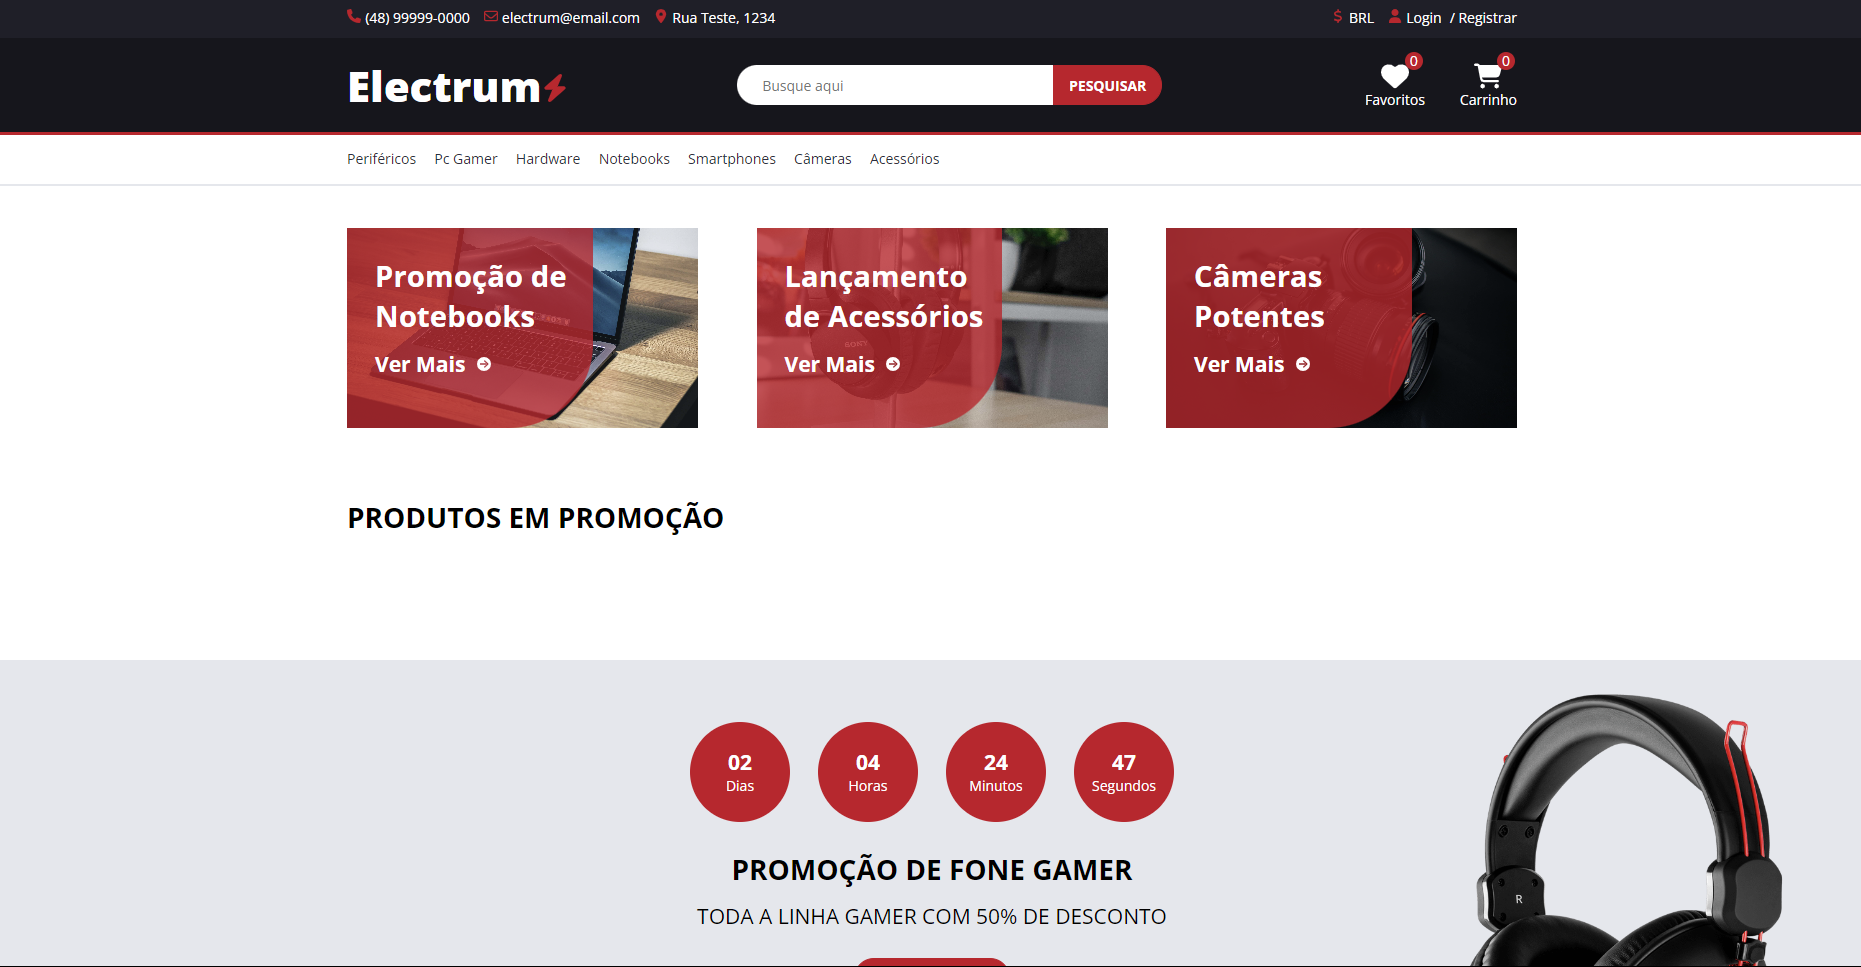 (48) 99999-0000 electrum@email.com Rua Teste, 1234 $ BRL Login / Registrar
Electrum Busque aqui PESQUISAR 0 Favoritos 0 Carrinho
Periféricos Pc Gamer Hardware Notebooks Smartphones Câmeras Acessórios
Promoção de
Notebooks
Ver Mais
Lançamento
de Acessórios
Ver Mais
SONY
Câmeras
Potentes
Ver Mais
PRODUTOS EM PROMOÇÃO
02 04 24 47
Dias Horas Minutos Segundos
PROMOÇÃO DE FONE GAMER
TODA A LINHA GAMER COM 50% DE DESCONTO
R